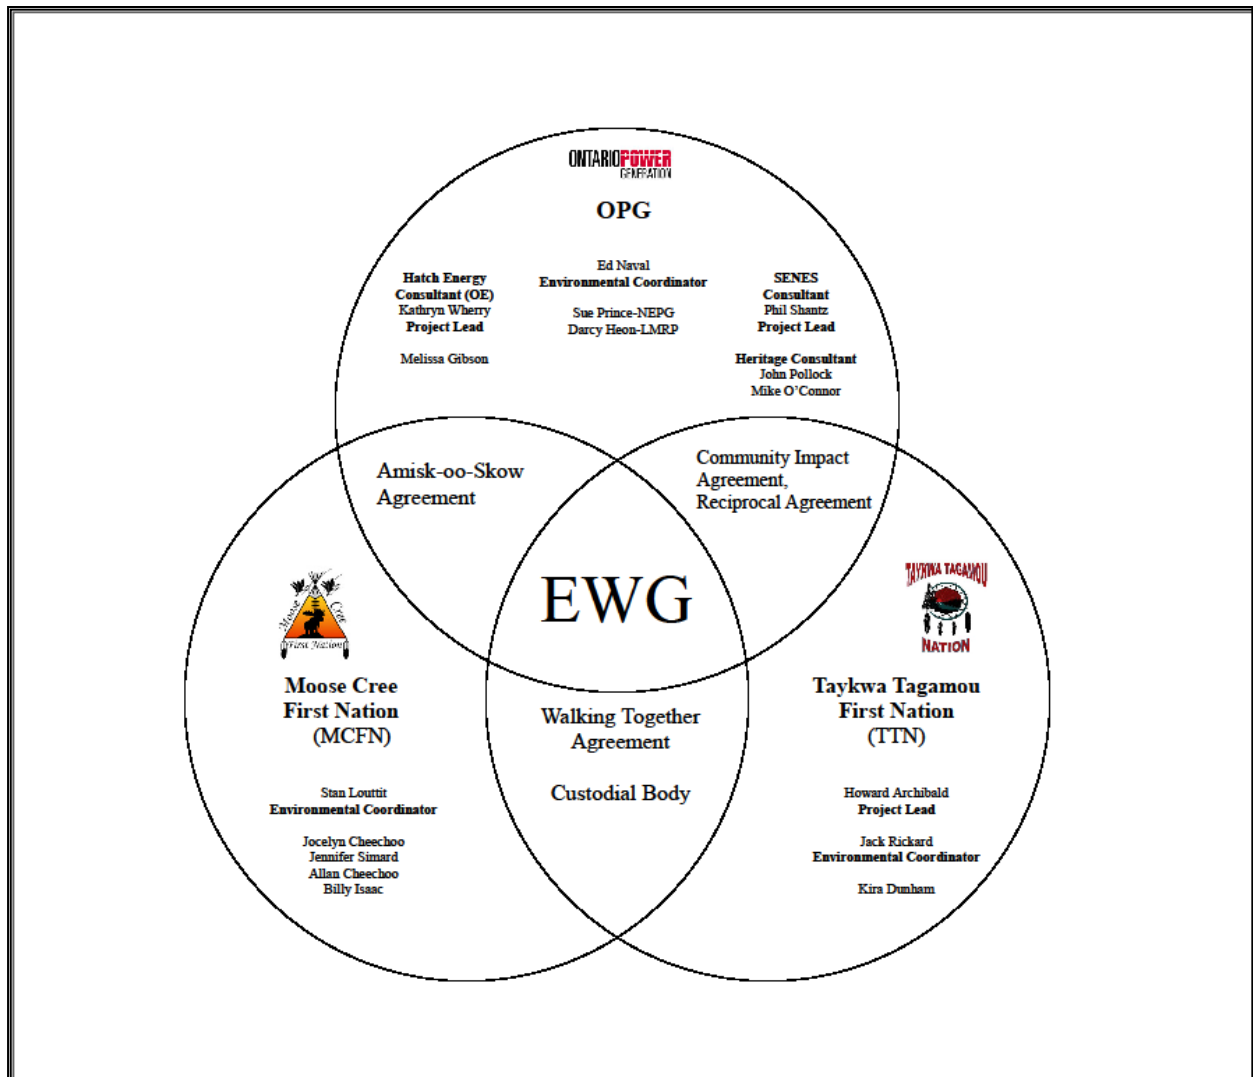 ONTARIOPOWER
GENERATION
OPG
Ed Naval
Environmental Coordinator
Sue Prince-NEPG
Darcy Heon-LMRP
Hatch Energy
Consultant (OE)
Kathryn Wherry
Project Lead
Melissa Gibson
SENES
Consultant
Phil Shantz
Project Lead
Heritage Consultant
John Pollock
Mike O’Connor
Amisk-oo-Skow
Agreement
Community Impact
Agreement,
Reciprocal Agreement
EWG
Moose Cree
First Nation
Moose Cree
First Nation
(MCFN)
Stan Louttit
Environmental Coordinator
Jocelyn Cheechoo
Jennifer Simard
Allan Cheechoo
Billy Isaac
Walking Together
Agreement
Custodial Body
TAYKWA TAGAMOU
NATION
Taykwa Tagamou
First Nation
(TTN)
Howard Archibald
Project Lead
Jack Rickard
Environmental Coordinator
Kira Dunham